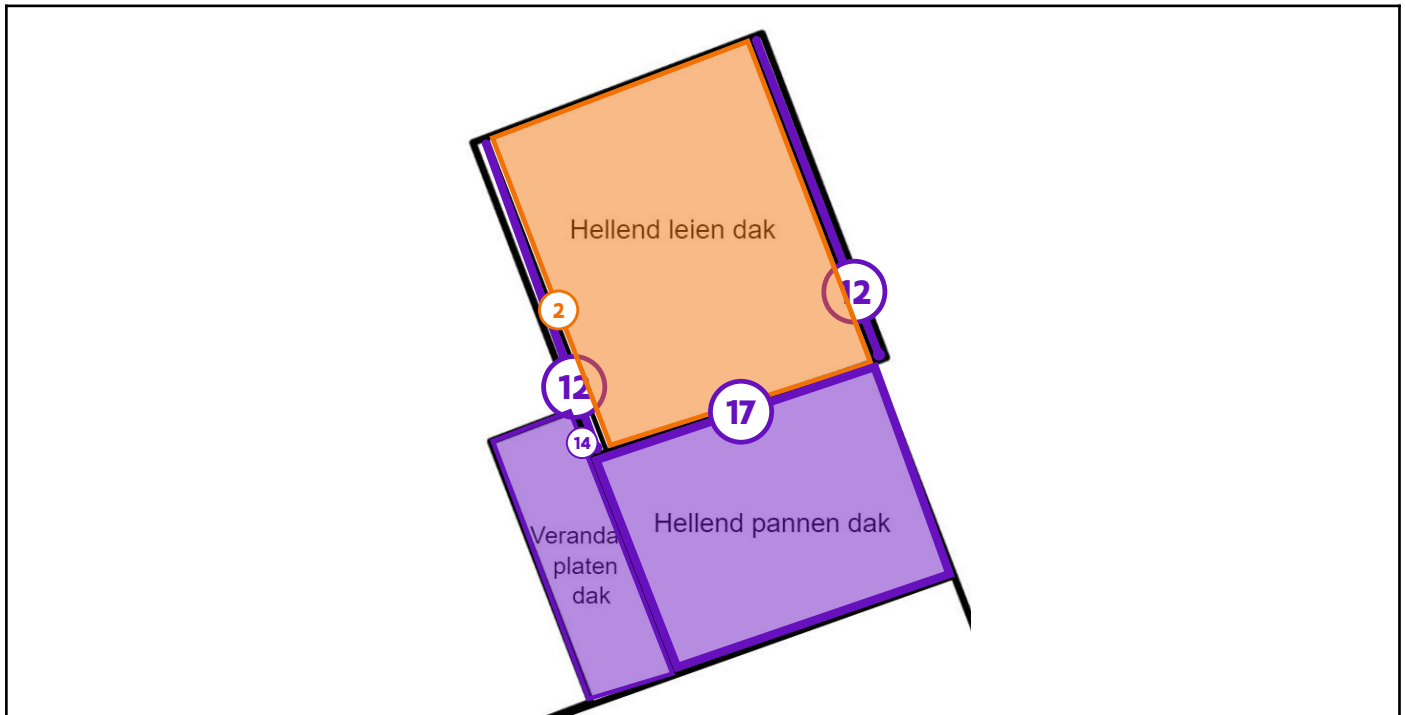 Hellend leien dak
12
2
12
17
14
Hellend pannen dak
Veranda
platen
dak